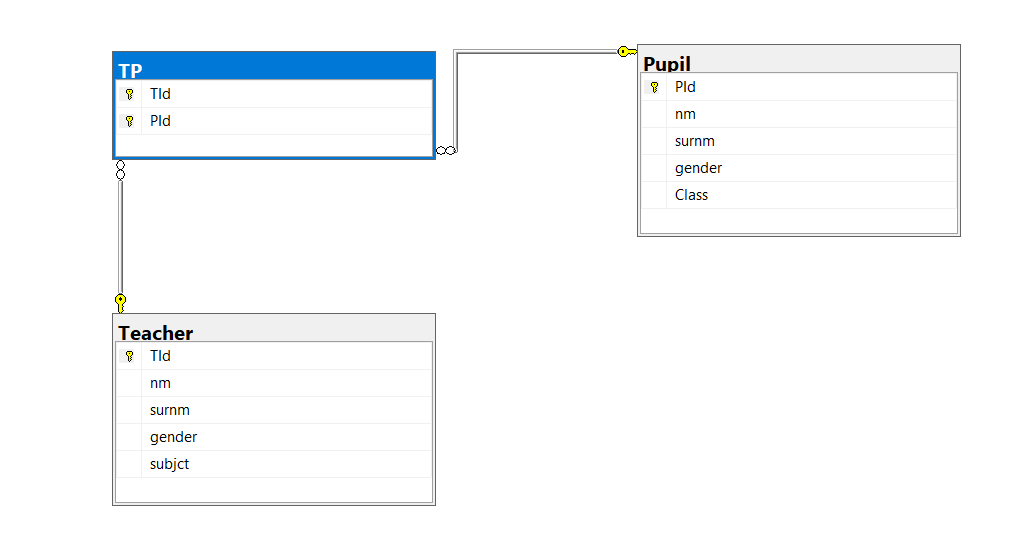 TP
TId
PId
Pupil
PId
nm
surnm
gender
Class
Teacher
TId
nm
surnm
gender
subjct